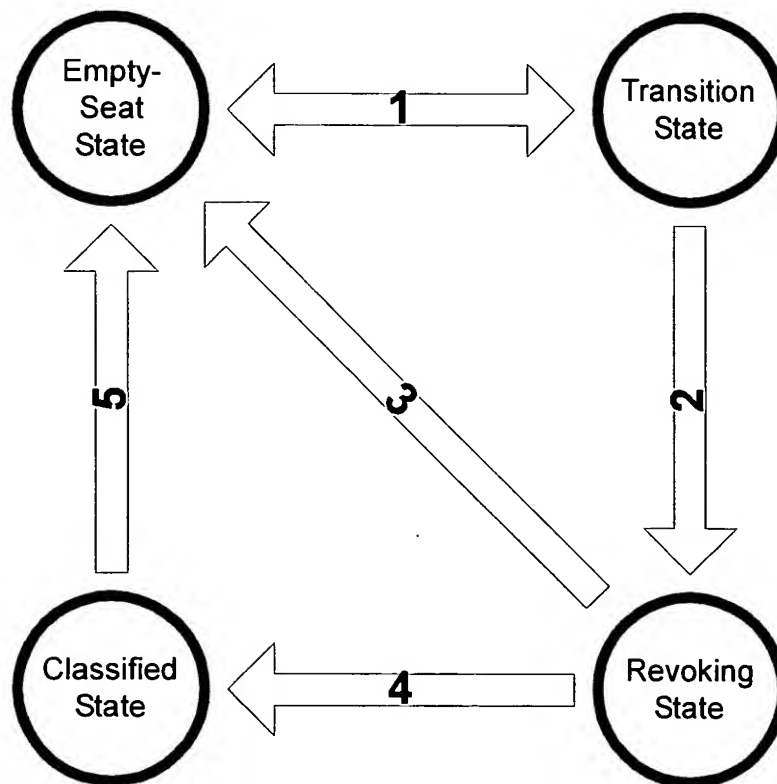 Empty-
Seat
State
1
Transition
State
3
5
2
Classified
State
4
Revoking
State